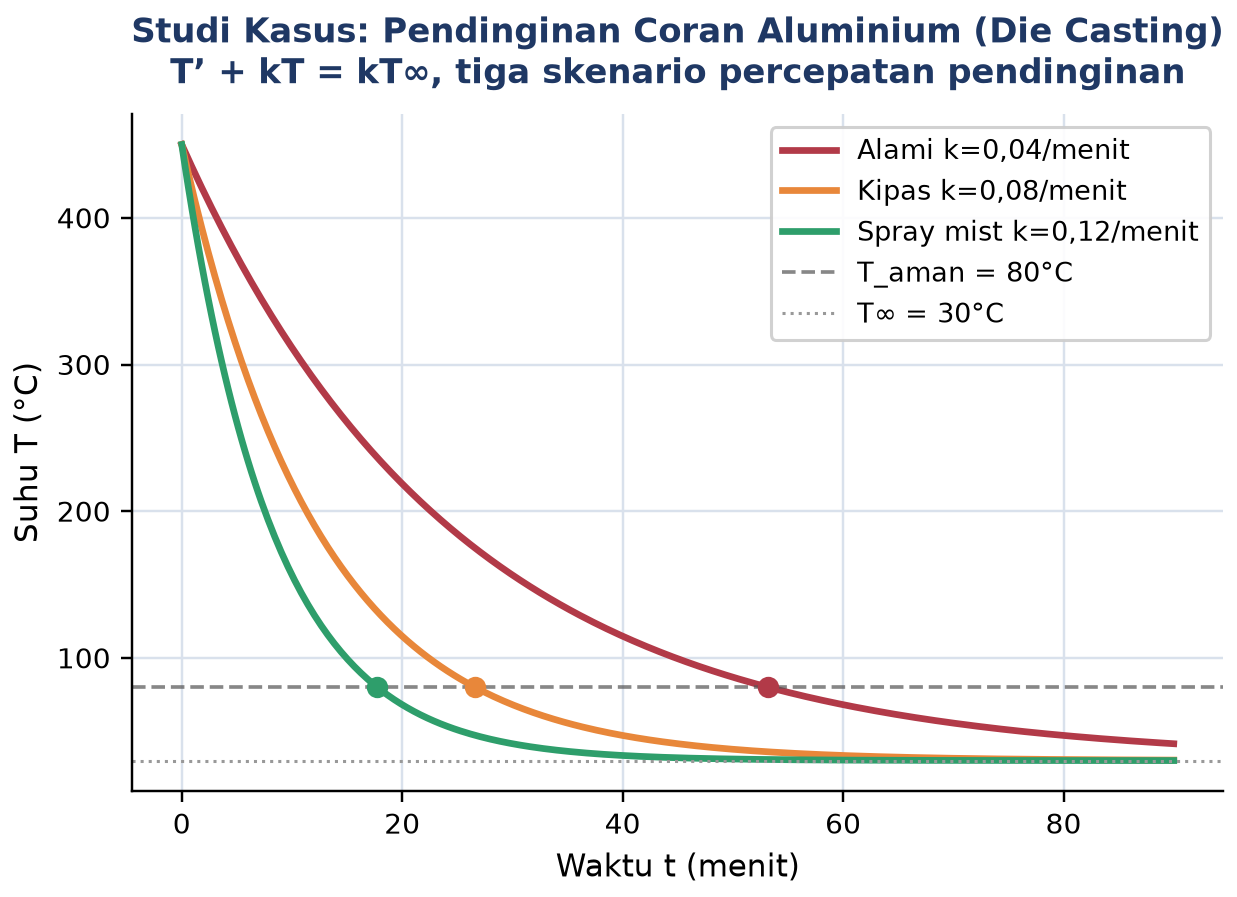 Studi Kasus: Pendinginan Coran Aluminium (Die Casting)
T’ + kT = kT∞, tiga skenario percepatan pendinginan
Alami k=0,04/menit
Kipas k=0,08/menit
Spray mist k=0,12/menit
T_aman = 80°C
T∞ = 30°C
Suhu T (°C)
400
300
200
100
0 20 40 60 80
Waktu t (menit)